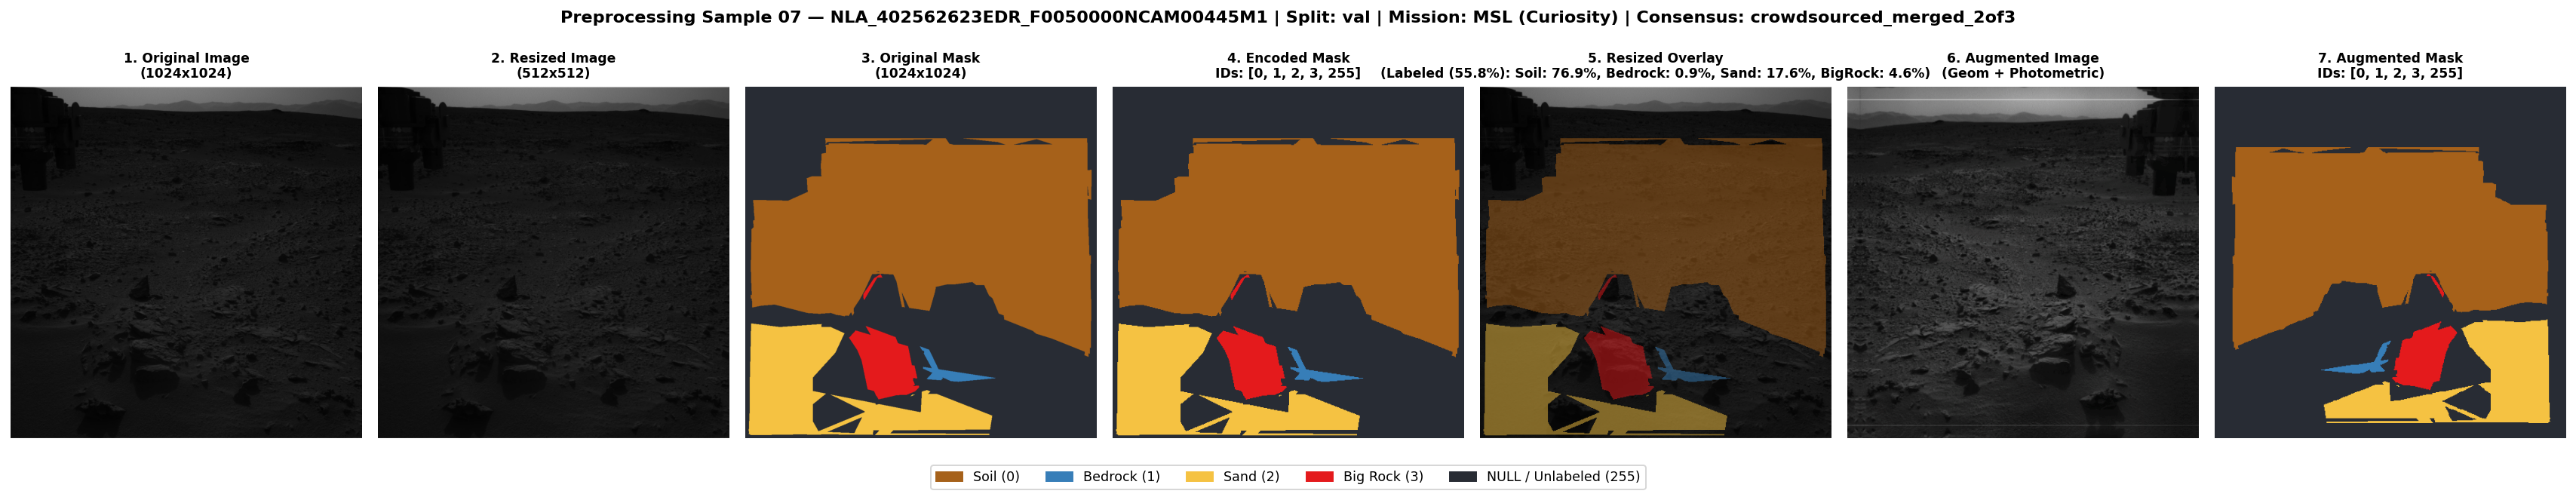 Preprocessing Sample 07 — NLA_402562623EDR_F0050000NCAM00445M1 | Split: val | Mission: MSL (Curiosity) | Consensus: crowdsourced_merged_2of3
1. Original Image
(1024x1024)
2. Resized Image
(512x512)
3. Original Mask
(1024x1024)
4. Encoded Mask
IDs: [0, 1, 2, 3, 255]
5. Resized Overlay
(Labeled (55.8%): Soil: 76.9%, Bedrock: 0.9%, Sand: 17.6%, BigRock: 4.6%)
6. Augmented Image
(Geom + Photometric)
7. Augmented Mask
IDs: [0, 1, 2, 3, 255]
Soil (0)
Bedrock (1)
Sand (2)
Big Rock (3)
NULL / Unlabeled (255)